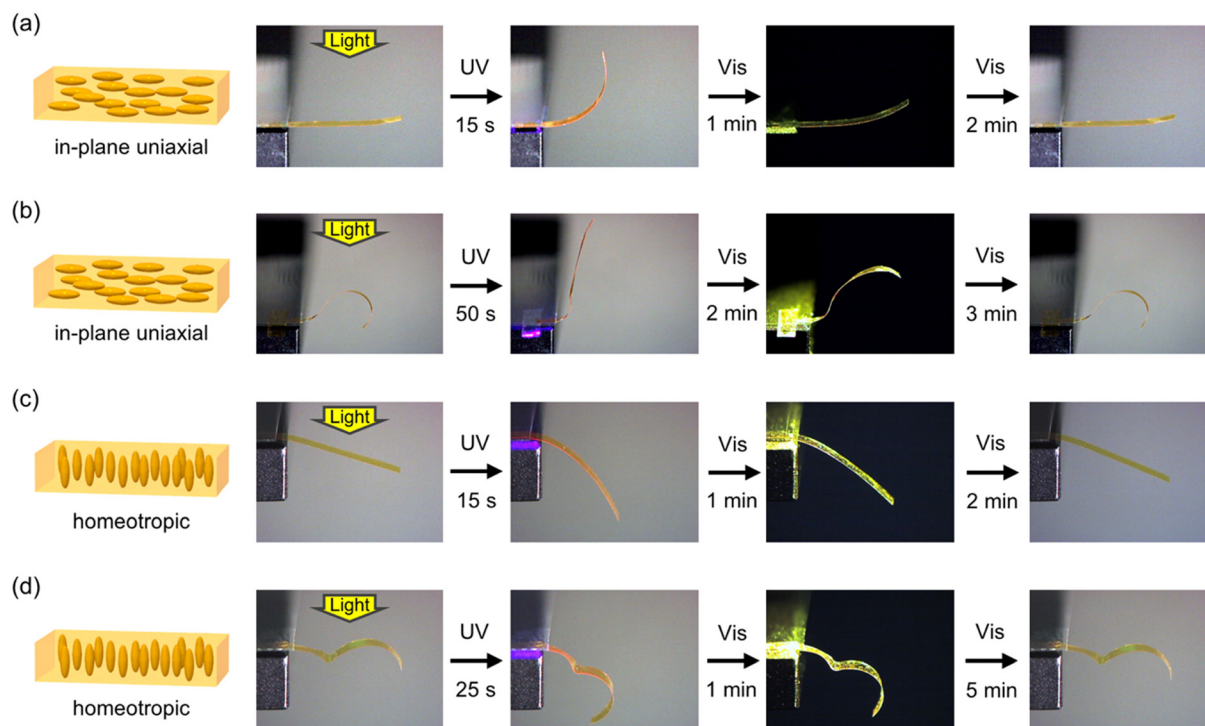 (a)
Light
UV
15 s
Vis
1 min
Vis
2 min
in-plane uniaxial
(b)
Light
UV
50 s
Vis
2 min
Vis
3 min
in-plane uniaxial
(c)
Light
UV
15 s
Vis
1 min
Vis
2 min
homeotropic
(d)
Light
UV
25 s
Vis
1 min
Vis
5 min
homeotropic